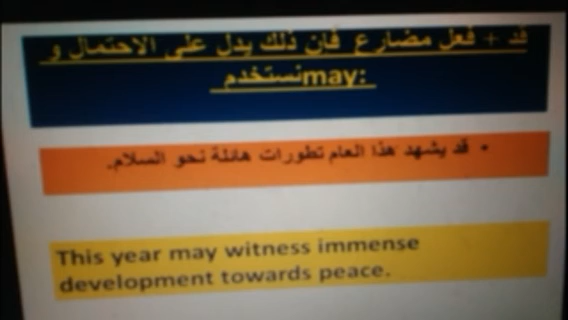 قد + فعل مضارع فان ذلك يدل على الاحتمال و
نستخدم may:
• قد يشهد هذا العام تطورات هائلة نحو السلام.
This year may witness immense
development towards peace.